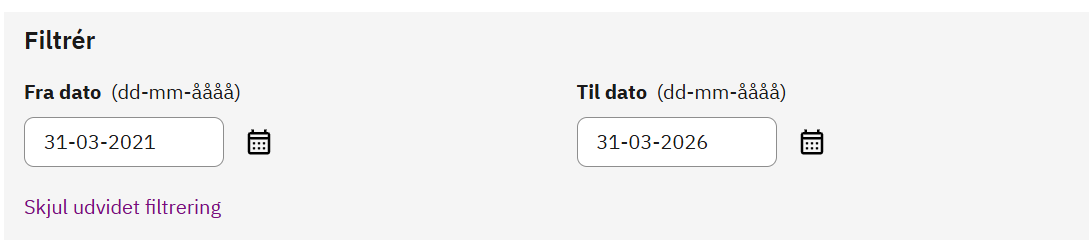 Filtrér
Fra dato (dd-mm-åååå)
Til dato (dd-mm-åååå)
31-03-2021
31-03-2026
Skjul udvidet filtrering